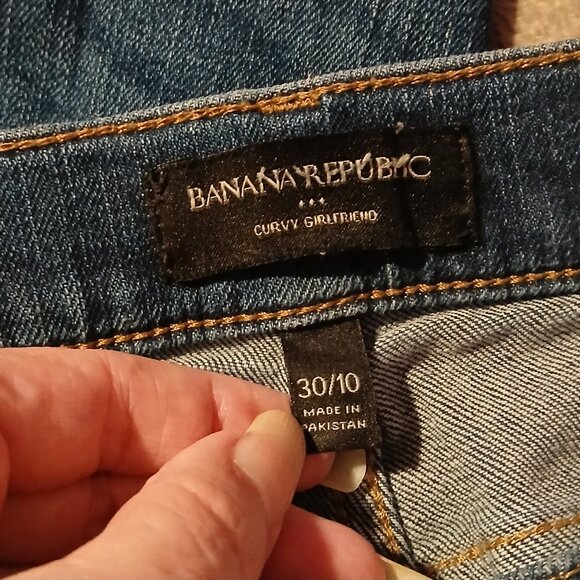 BANANA REPUBLIC
CURVY GIRLFRIEND
30/10
MADE IN
PAKISTAN